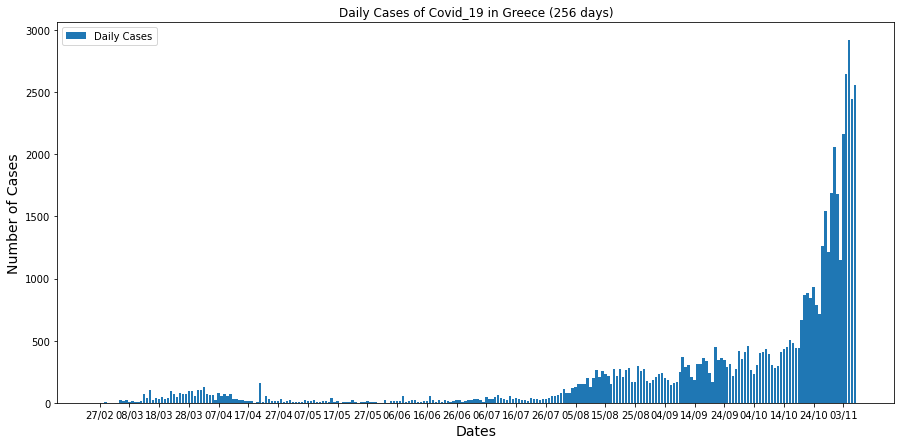 Daily Cases of Covid_19 in Greece (256 days)
Daily Cases
3000
2500
2000
1500
1000
500
0
Number of Cases
27/02 08/03 18/03 28/03 07/04 17/04 27/04 07/05 17/05 27/05 06/06 16/06 26/06 06/07 16/07 26/07 05/08 15/08 25/08 04/09 14/09 24/09 04/10 14/10 24/10 03/11
Dates